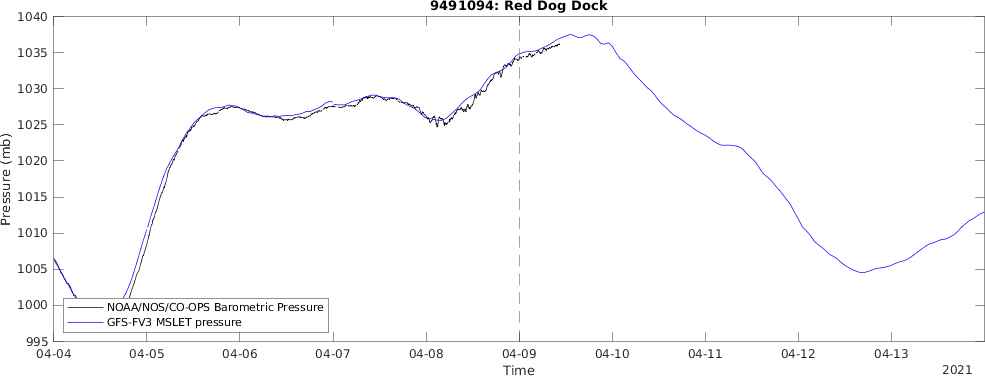 9491094: Red Dog Dock
Pressure (mb)
1040
1035
1030
1025
1020
1015
1010
1005
1000
995
NOAA/NOS/CO-OPS Barometric Pressure
GFS-FV3 MSLET pressure
04-04 04-05 04-06 04-07 04-08 04-09 04-10 04-11 04-12 04-13
Time
2021